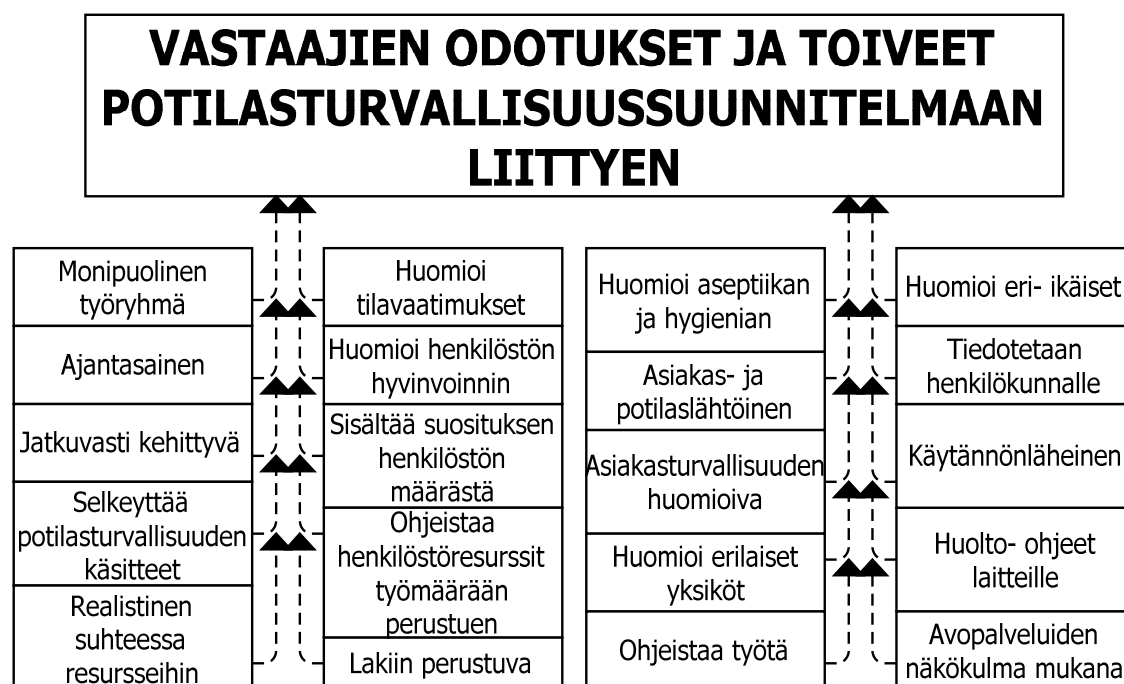 VASTAAJIEN ODOTUKSET JA TOIVEET
POTILASTURVALLISUUSSUUNNITELMAAN
LIITTYEN
Monipuolinen
työryhmä
Ajantasainen
Jatkuvasti kehittyvä
Selkeyttää
potilasturvallisuuden
käsitteet
Realistinen
suhteessa
resursseihin
Huomioi
tilavaatimukset
Huomioi henkilöstön
hyvinvoinnin
Sisältää suosituksen
henkilöstön
määrästä
Ohjeistaa
henkilöstöresurssit
työmäärään
perustuen
Lakiin perustuva
Huomioi aseptiikan
ja hygienian
Asiakas- ja
potilaslähtöinen
Asiakasturvallisuuden
huomioiva
Huomioi erilaiset
yksiköt
Ohjeistaa työtä
Huomioi eri- ikäiset
Tiedotetaan
henkilökunnalle
Käytännönläheinen
Huolto- ohjeet
laitteille
Avopalveluiden
näkökulma mukana